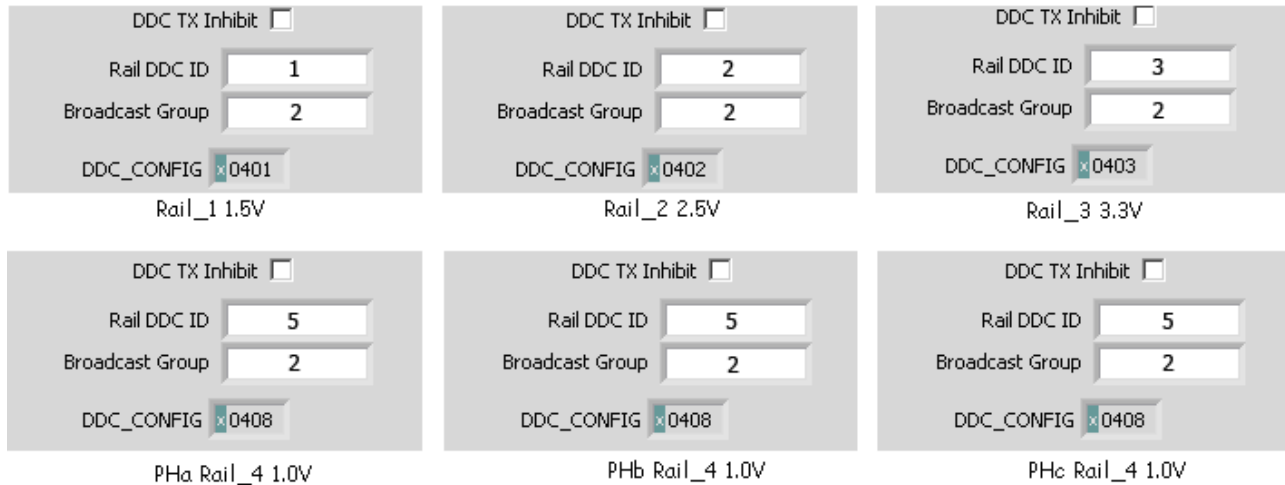 DDC TX Inhibit
Rail DDC ID 1
Broadcast Group 2
DDC_CONFIG x0401
Rail_1 1.5V
DDC TX Inhibit
Rail DDC ID 2
Broadcast Group 2
DDC_CONFIG x0402
Rail_2 2.5V
DDC TX Inhibit
Rail DDC ID 3
Broadcast Group 2
DDC_CONFIG x0403
Rail_3 3.3V
DDC TX Inhibit
Rail DDC ID 5
Broadcast Group 2
DDC_CONFIG x0408
PHa Rail_4 1.0V
DDC TX Inhibit
Rail DDC ID 5
Broadcast Group 2
DDC_CONFIG x0408
PHb Rail_4 1.0V
DDC TX Inhibit
Rail DDC ID 5
Broadcast Group 2
DDC_CONFIG x0408
PHc Rail_4 1.0V